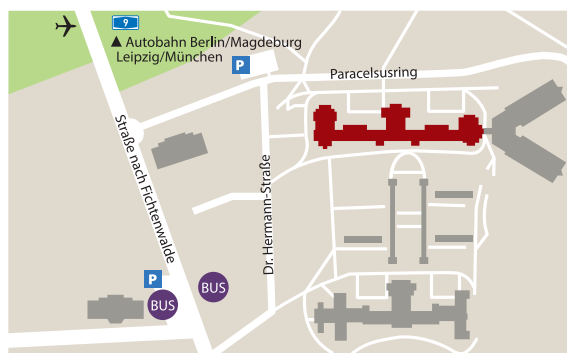 9
▲ Autobahn Berlin/Magdeburg
Leipzig/München
P
Paracelsusring
Straße nach Fichtenwalde
Dr. Hermann-Straße
P
BUS
BUS